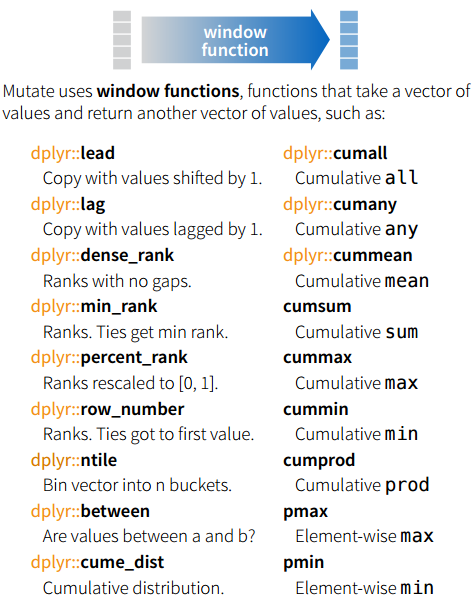 window
function
Mutate uses window functions, functions that take a vector of
values and return another vector of values, such as:
dplyr::lead
Copy with values shifted by 1.
dplyr::lag
Copy with values lagged by 1.
dplyr::dense_rank
Ranks with no gaps.
dplyr::min_rank
Ranks. Ties get min rank.
dplyr::percent_rank
Ranks rescaled to [0, 1].
dplyr::row_number
Ranks. Ties got to first value.
dplyr::ntile
Bin vector into n buckets.
dplyr::between
Are values between a and b?
dplyr::cume_dist
Cumulative distribution.
dplyr::cumall
Cumulative all
dplyr::cumany
Cumulative any
dplyr::cummean
Cumulative mean
cumsum
Cumulative sum
cummax
Cumulative max
cummin
Cumulative min
cumprod
Cumulative prod
pmax
Element-wise max
pmin
Element-wise min